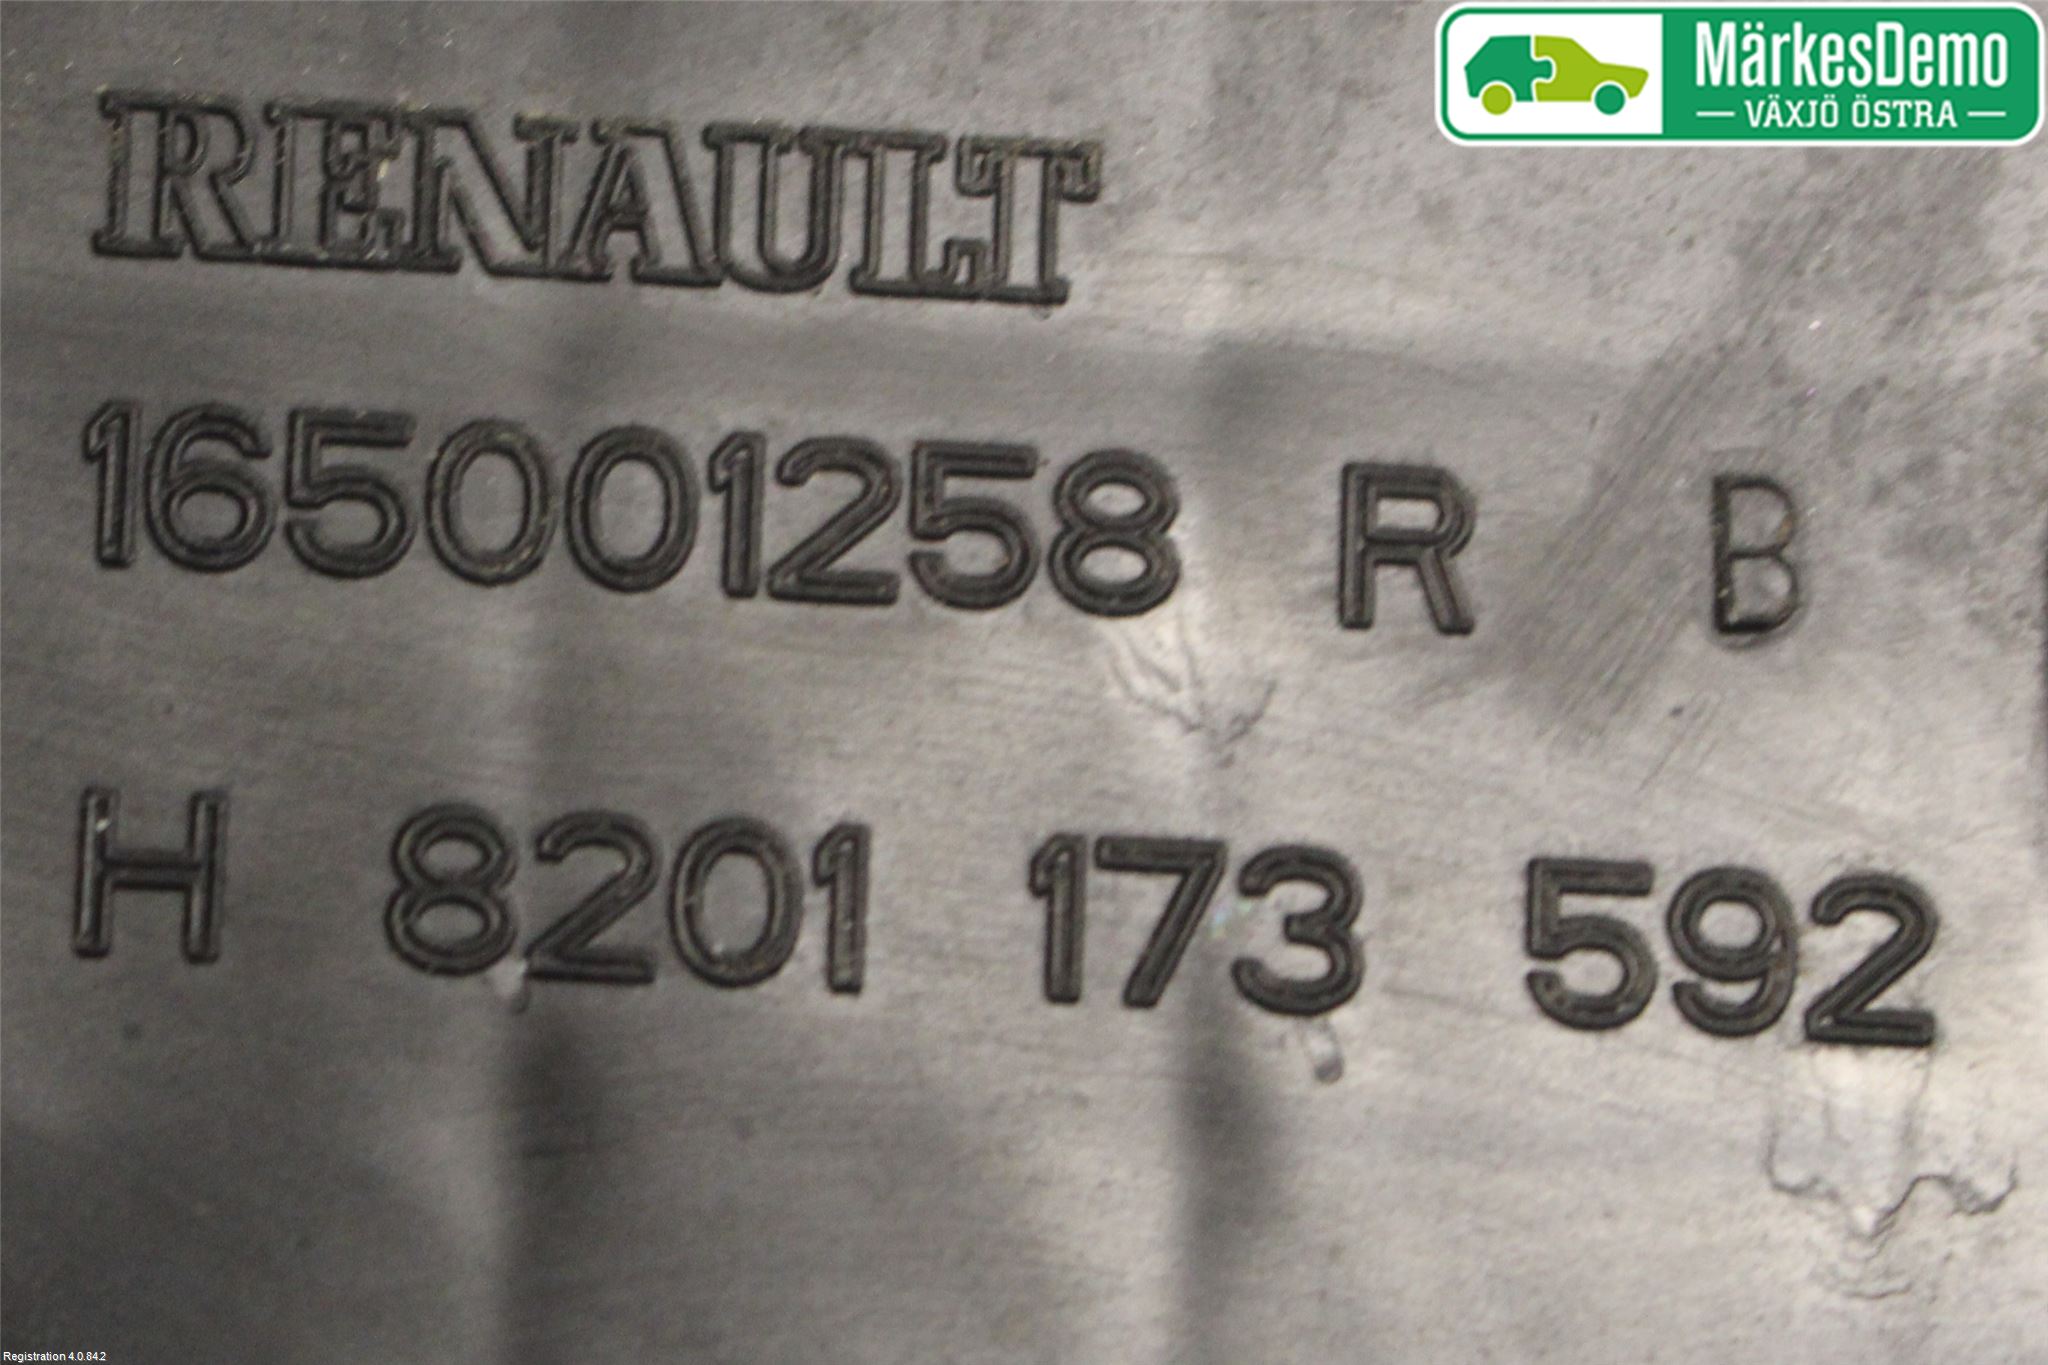 MärkesDemo
VÄXJÖ ÖSTRA
RENAULT
165001258 R B
H 8201 173 592
Registration 4.0.84.2